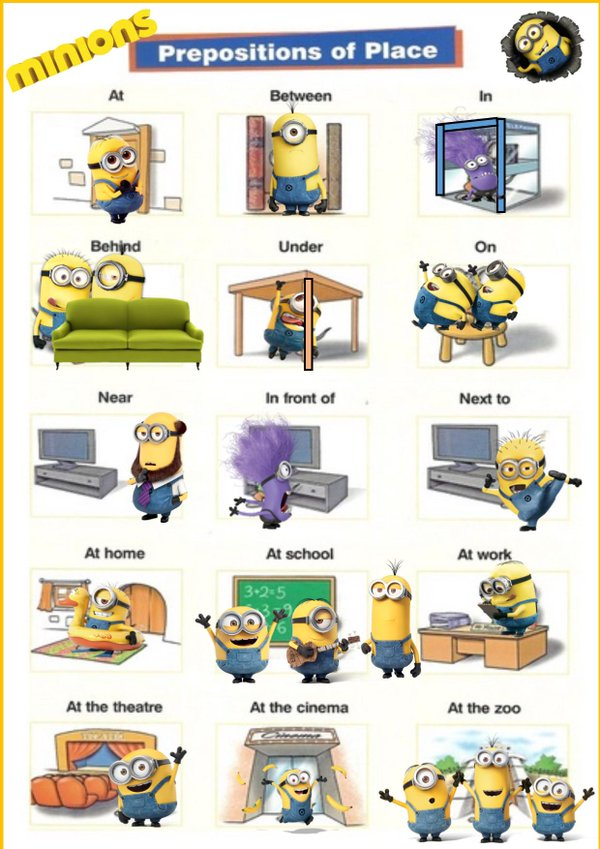 minions
Prepositions of Place
At
Between
In
Behind
Under
On
Near
In front of
Next to
At home
At school
At work
3+2=5
At the theatre
At the cinema
At the zoo
Cinema